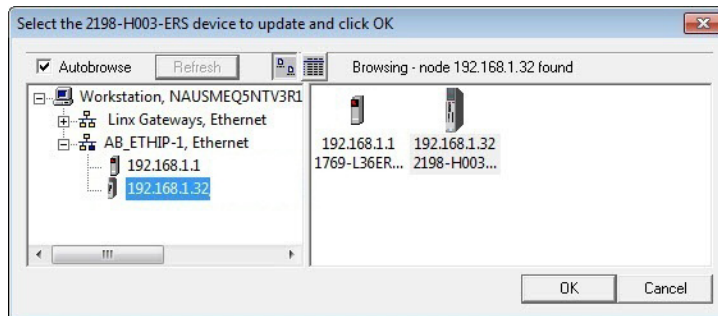 Select the 2198-H003-ERS device to update and click OK
Autobrowse
Refresh
Browsing - node 192.168.1.32 found
Workstation, NAUSMEQ5NTV3R1
Linx Gateways, Ethernet
AB_ETHIP-1, Ethernet
192.168.1.1
192.168.1.32
192.168.1.1
1769-L36ER...
192.168.1.32
2198-H003...
OK
Cancel